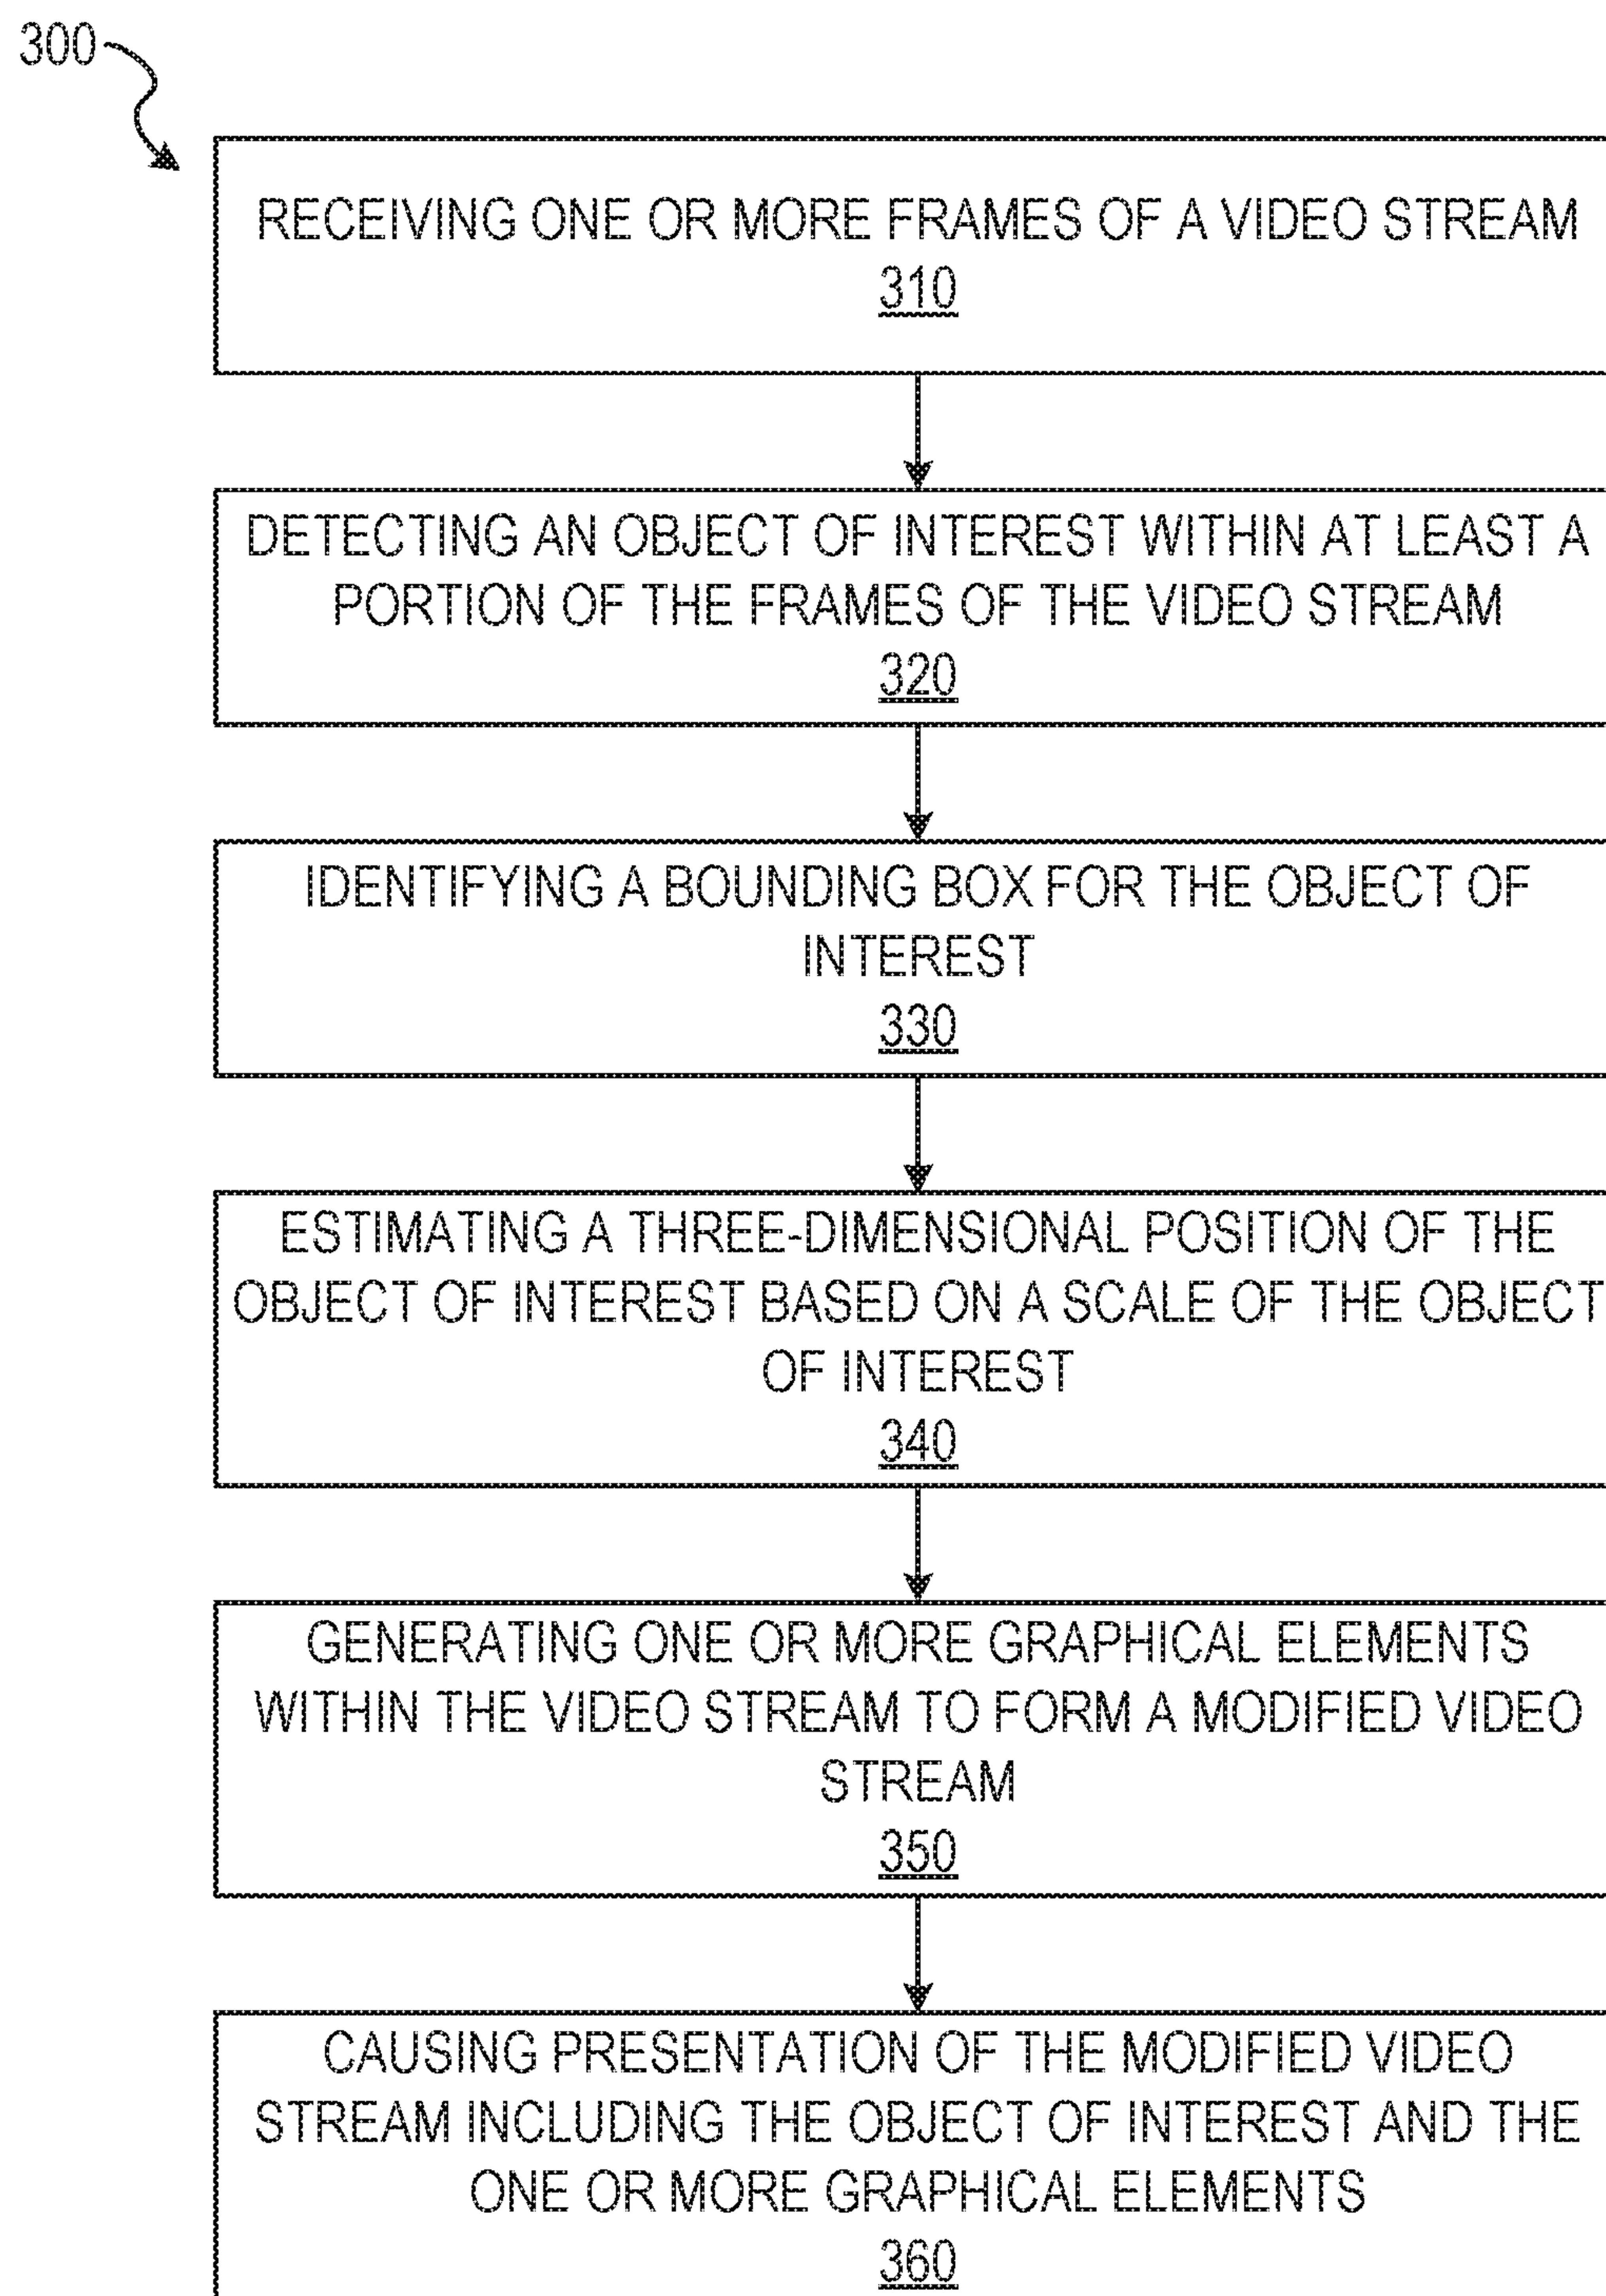 300
RECEIVING ONE OR MORE FRAMES OF A VIDEO STREAM
310
DETECTING AN OBJECT OF INTEREST WITHIN AT LEAST A
PORTION OF THE FRAMES OF THE VIDEO STREAM
320
IDENTIFYING A BOUNDING BOX FOR THE OBJECT OF
INTEREST
330
ESTIMATING A THREE-DIMENSIONAL POSITION OF THE
OBJECT OF INTEREST BASED ON A SCALE OF THE OBJECT
OF INTEREST
340
GENERATING ONE OR MORE GRAPHICAL ELEMENTS
WITHIN THE VIDEO STREAM TO FORM A MODIFIED VIDEO
STREAM
350
CAUSING PRESENTATION OF THE MODIFIED VIDEO
STREAM INCLUDING THE OBJECT OF INTEREST AND THE
ONE OR MORE GRAPHICAL ELEMENTS
360